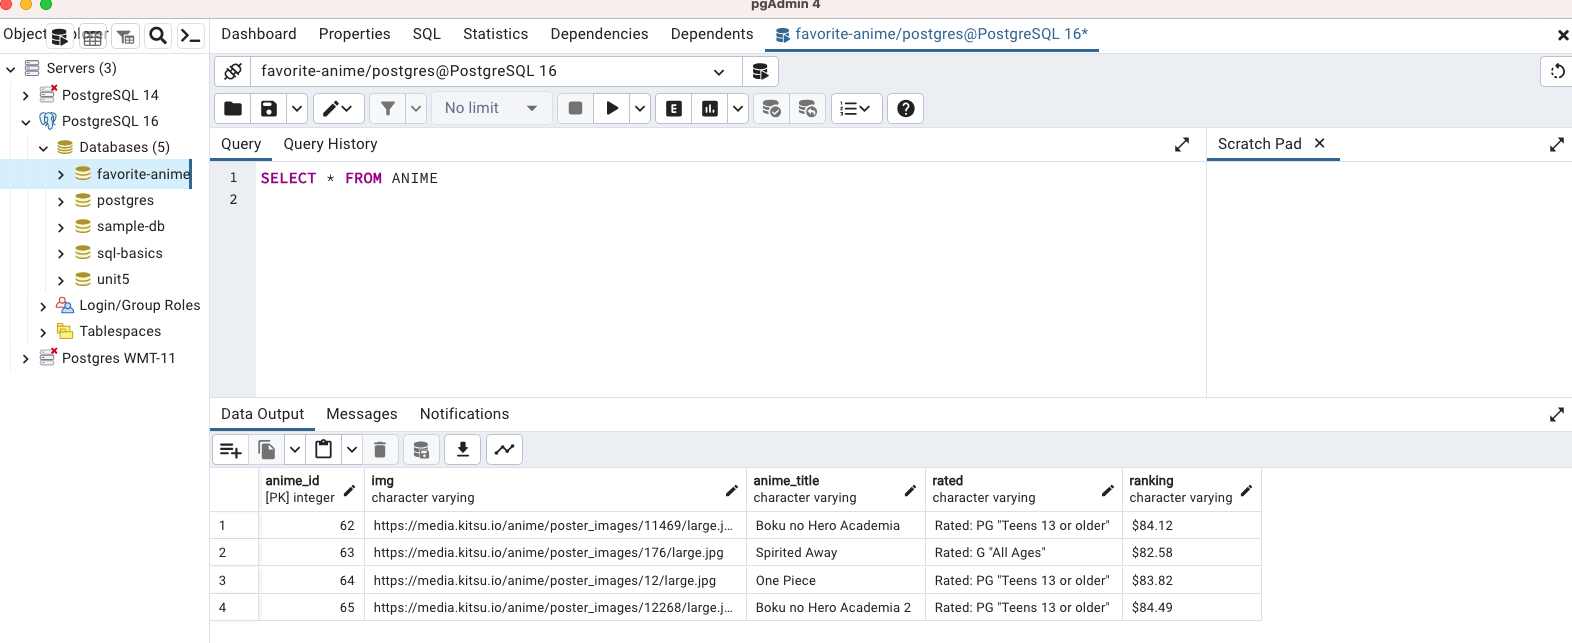 pgAdmin 4
Dashboard Properties SQL Statistics Dependencies Dependents favorite-anime/postgres@PostgreSQL 16*
Servers (3)
PostgreSQL 14
PostgreSQL 16
Databases (5)
favorite-anime
postgres
sample-db
sql-basics
unit5
Login/Group Roles
Tablespaces
Postgres WMT-11
favorite-anime/postgres@PostgreSQL 16
No limit
E
Query Query History
Scratch Pad
1 SELECT * FROM ANIME
2
Data Output Messages Notifications
anime_id img anime_title rated ranking
[PK] integer character varying character varying character varying character varying
1 62 https://media.kitsu.io/anime/poster_images/11469/large.j... Boku no Hero Academia Rated: PG "Teens 13 or older" $84.12
2 63 https://media.kitsu.io/anime/poster_images/176/large.jpg Spirited Away Rated: G "All Ages" $82.58
3 64 https://media.kitsu.io/anime/poster_images/12/large.jpg One Piece Rated: PG "Teens 13 or older" $83.82
4 65 https://media.kitsu.io/anime/poster_images/12268/large.j... Boku no Hero Academia 2 Rated: PG "Teens 13 or older" $84.49